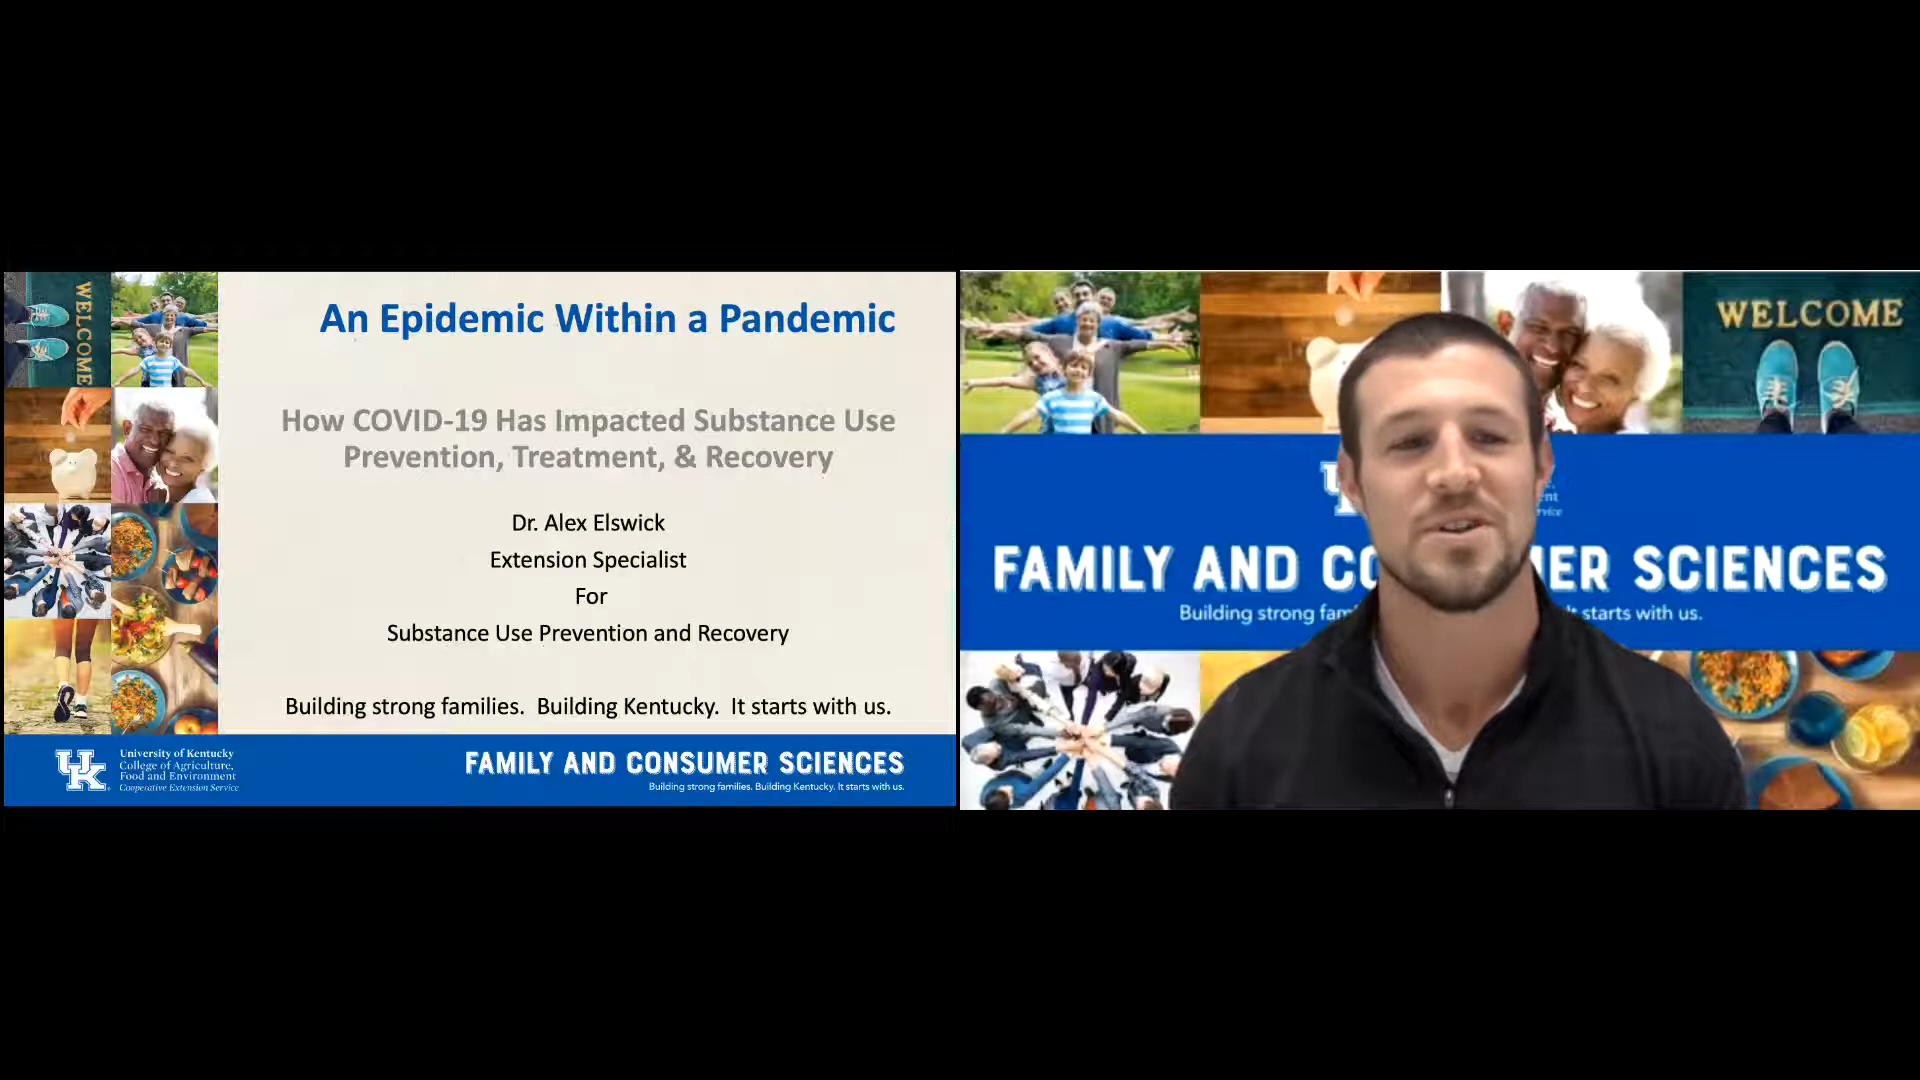 WELCOME
An Epidemic Within a Pandemic
How COVID-19 Has Impacted Substance Use
Prevention, Treatment, & Recovery
Dr. Alex Elswick
Extension Specialist
For
Substance Use Prevention and Recovery
Building strong families. Building Kentucky. It starts with us.
UK
University of Kentucky
College of Agriculture,
Food and Environment
Cooperative Extension Service
FAMILY AND CONSUMER SCIENCES
Building strong families. Building Kentucky. It starts with us.
WELCOME
FAMILY AND CO ER SCIENCES
Building strong fam starts with us.